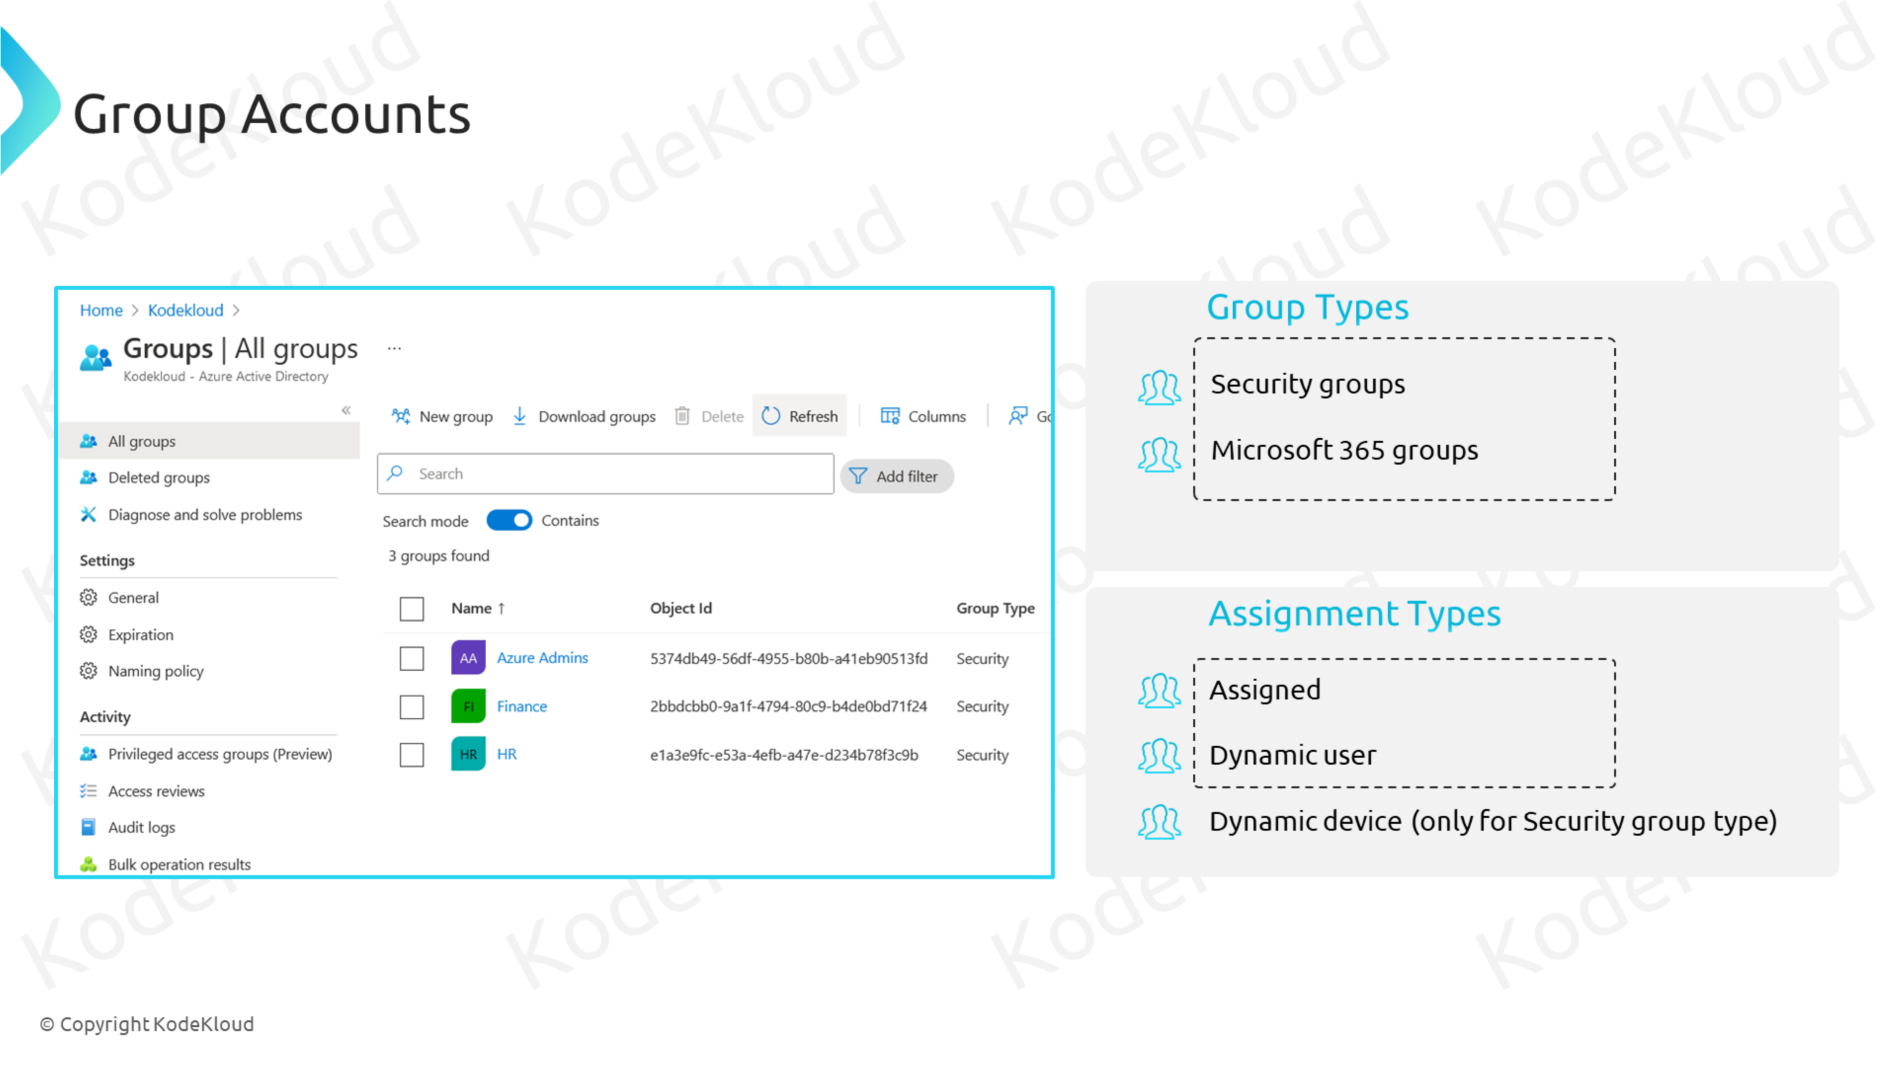 Group Accounts
Home > Kodekloud >
Groups | All groups ...
Kodekloud - Azure Active Directory
«
All groups
Deleted groups
Diagnose and solve problems
Settings
General
Expiration
Naming policy
Activity
Privileged access groups (Preview)
Access reviews
Audit logs
Bulk operation results
New group Download groups Delete Refresh Columns
Search
Add filter
Search mode Contains
3 groups found
Name ↑ Object Id Group Type
AA Azure Admins 5374db49-56df-4955-b80b-a41eb90513fd Security
FI Finance 2bbdcbb0-9a1f-4794-80c9-b4de0bd71f24 Security
HR HR e1a3e9fc-e53a-4efb-a47e-d234b78f3c9b Security
Group Types
Security groups
Microsoft 365 groups
Assignment Types
Assigned
Dynamic user
Dynamic device (only for Security group type)
© Copyright KodeKloud
KodeKloud
KodeKloud
KodeKloud
KodeKloud